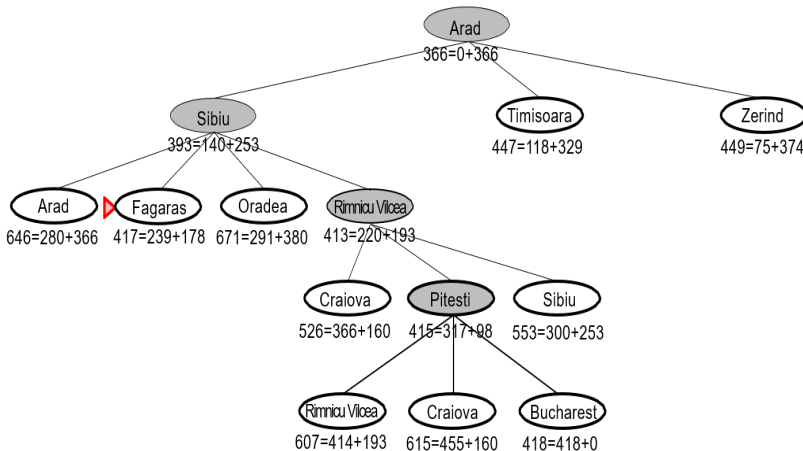 Arad
366=0+366
Sibiu
Timisoara
Zerind
393=140+253
447=118+329
449=75+374
Arad
Fagaras
Oradea
Rimnicu Vilcea
646=280+366
417=239+178
671=291+380
413=220+193
Craiova
Pitesti
Sibiu
526=366+160
415=317+98
553=300+253
Rimnicu Vilcea
Craiova
Bucharest
607=414+193
615=455+160
418=418+0